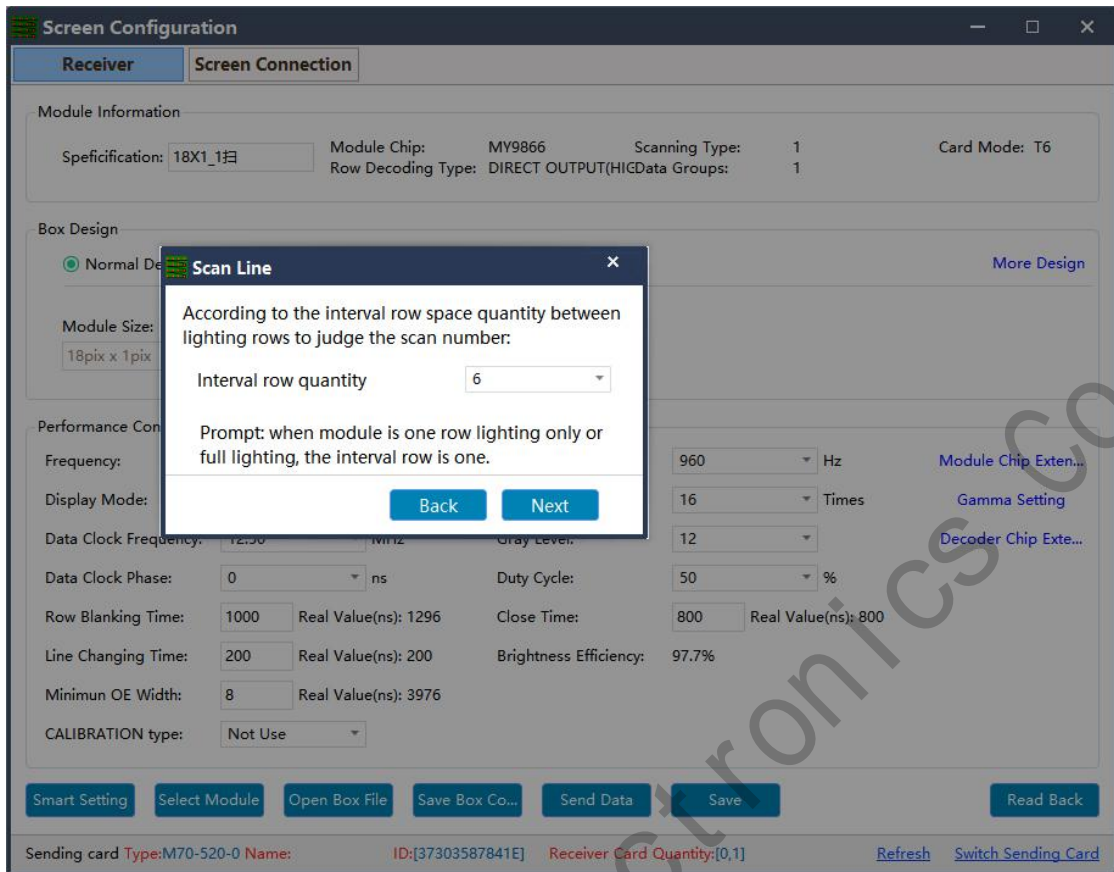 Screen Configuration
Receiver
Screen Connection
Module Information
Speficification: 18X1_1扫
Module Chip: MY9866 Scanning Type: 1 Card Mode: T6
Row Decoding Type: DIRECT OUTPUT(HIG Data Groups: 1
Box Design
Normal De
More Design
Scan Line
According to the interval row space quantity between
lighting rows to judge the scan number:
Interval row quantity 6
Prompt: when module is one row lighting only or
full lighting, the interval row is one.
Back Next
Module Size:
18pix x 1pix
Performance Con
Frequency: 960 Hz Module Chip Exten...
Display Mode: 16 Times Gamma Setting
Data Clock Frequency: 12.50 MHz Gray Level: 12 Decoder Chip Exte...
Data Clock Phase: 0 ns Duty Cycle: 50 %
Row Blanking Time: 1000 Real Value(ns): 1296 Close Time: 800 Real Value(ns): 800
Line Changing Time: 200 Real Value(ns): 200 Brightness Efficiency: 97.7%
Minimun OE Width: 8 Real Value(ns): 3976
CALIBRATION type: Not Use
Smart Setting Select Module Open Box File Save Box Co... Send Data Save Read Back
Sending card Type:M70-520-0 Name: ID:[37303587841E] Receiver Card Quantity:[0,1] Refresh Switch Sending Card
ctronics Co